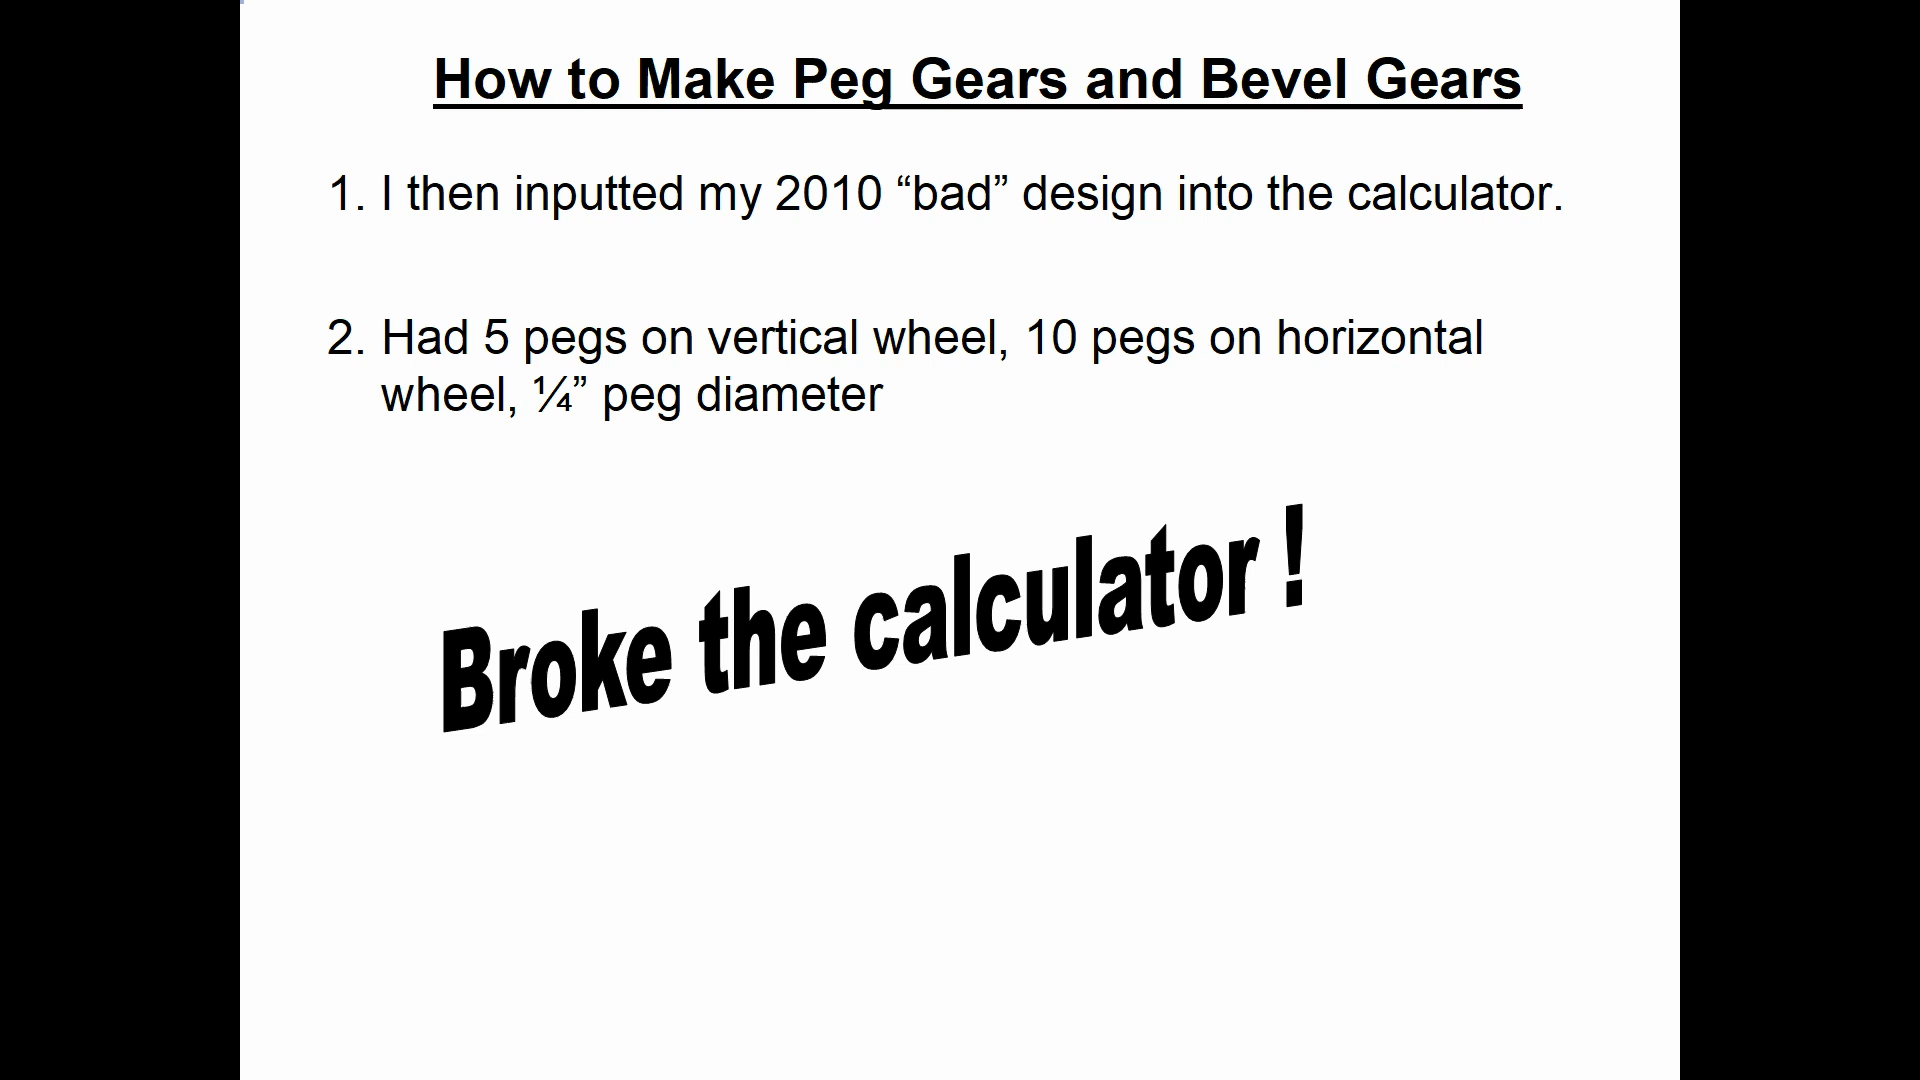 How to Make Peg Gears and Bevel Gears
1. I then inputted my 2010 “bad” design into the calculator.
2. Had 5 pegs on vertical wheel, 10 pegs on horizontal
wheel, ¼” peg diameter
Broke the calculator !